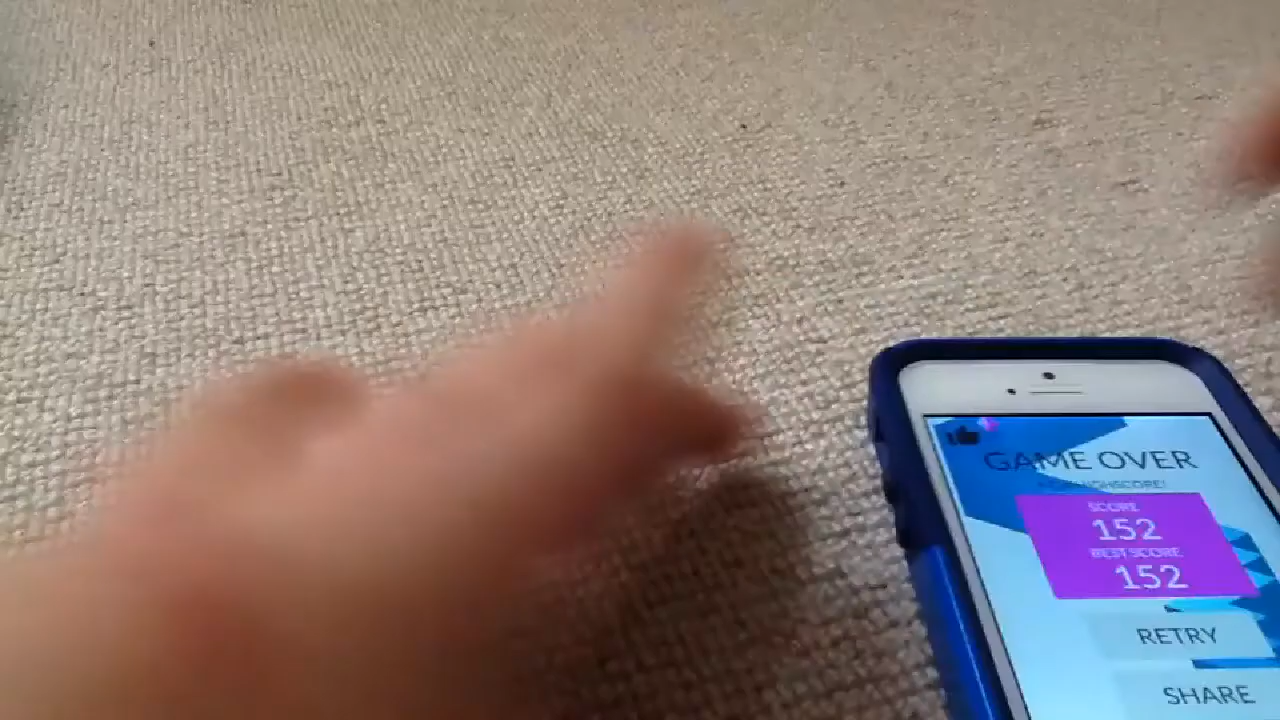 GAME OVER
SCORE
152
BEST SCORE
152
RETRY
SHARE